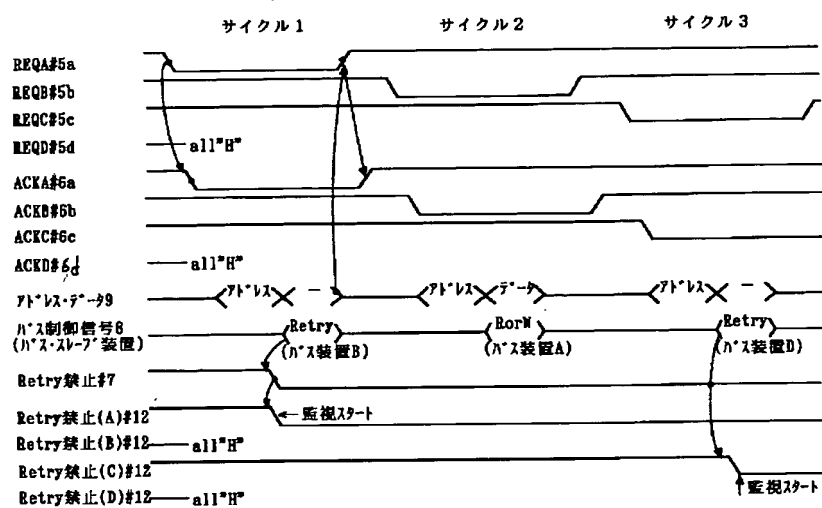 サイクル1 サイクル2 サイクル3
REQA#5a
REQB#5b
REQC#5c
REQD#5d all"H"
ACKA#6a
ACKB#6b
ACKC#6c
ACKD#6d all"H"
アドレス・データ9 アドレス - アドレス データ アドレス -
バス制御信号8 Retry RorW Retry
(バス・スレーブ装置) (バス装置B) (バス装置A) (バス装置D)
Retry禁止#7
Retry禁止(A)#12 監視スタート
Retry禁止(B)#12 all"H"
Retry禁止(C)#12
Retry禁止(D)#12 all"H" 監視スタート